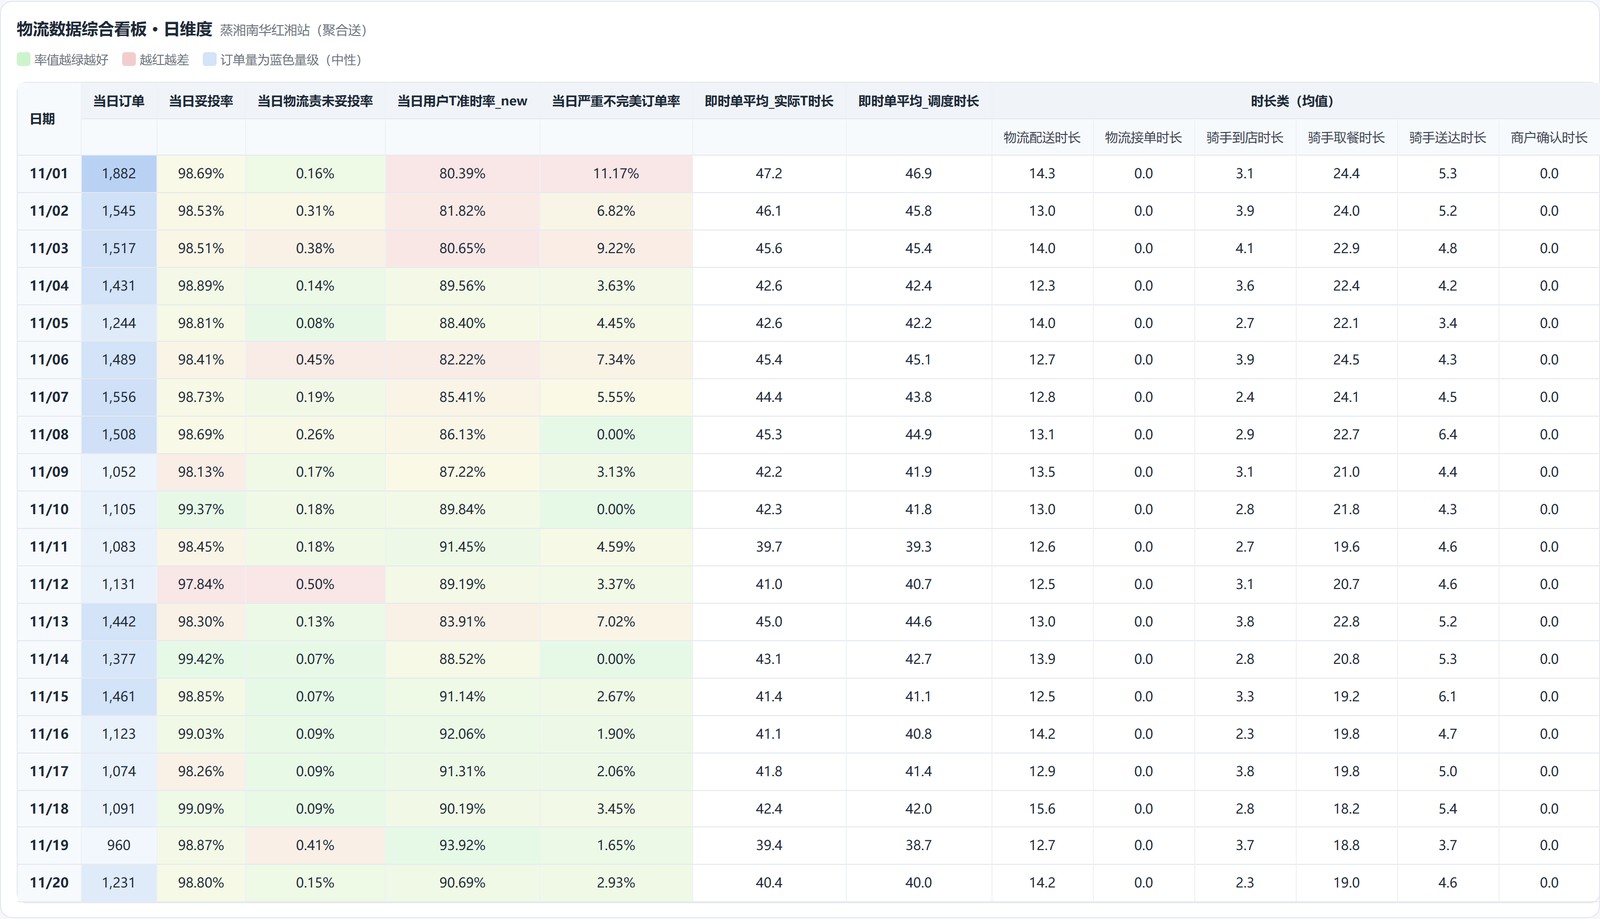 物流数据综合看板 • 日维度 蒸湘南华红湘站（聚合送）
率值越绿越好 越红越差 订单量为蓝色量级（中性）
日期 当日订单 当日妥投率 当日物流责未妥投率 当日用户T准时率_new 当日严重不完美订单率 即时单平均_实际T时长 即时单平均_调度时长 时长类（均值）
物流配送时长 物流接单时长 骑手到店时长 骑手取餐时长 骑手送达时长 商户确认时长
11/01 1,882 98.69% 0.16% 80.39% 11.17% 47.2 46.9 14.3 0.0 3.1 24.4 5.3 0.0
11/02 1,545 98.53% 0.31% 81.82% 6.82% 46.1 45.8 13.0 0.0 3.9 24.0 5.2 0.0
11/03 1,517 98.51% 0.38% 80.65% 9.22% 45.6 45.4 14.0 0.0 4.1 22.9 4.8 0.0
11/04 1,431 98.89% 0.14% 89.56% 3.63% 42.6 42.4 12.3 0.0 3.6 22.4 4.2 0.0
11/05 1,244 98.81% 0.08% 88.40% 4.45% 42.6 42.2 14.0 0.0 2.7 22.1 3.4 0.0
11/06 1,489 98.41% 0.45% 82.22% 7.34% 45.4 45.1 12.7 0.0 3.9 24.5 4.3 0.0
11/07 1,556 98.73% 0.19% 85.41% 5.55% 44.4 43.8 12.8 0.0 2.4 24.1 4.5 0.0
11/08 1,508 98.69% 0.26% 86.13% 0.00% 45.3 44.9 13.1 0.0 2.9 22.7 6.4 0.0
11/09 1,052 98.13% 0.17% 87.22% 3.13% 42.2 41.9 13.5 0.0 3.1 21.0 4.4 0.0
11/10 1,105 99.37% 0.18% 89.84% 0.00% 42.3 41.8 13.0 0.0 2.8 21.8 4.3 0.0
11/11 1,083 98.45% 0.18% 91.45% 4.59% 39.7 39.3 12.6 0.0 2.7 19.6 4.6 0.0
11/12 1,131 97.84% 0.50% 89.19% 3.37% 41.0 40.7 12.5 0.0 3.1 20.7 4.6 0.0
11/13 1,442 98.30% 0.13% 83.91% 7.02% 45.0 44.6 13.0 0.0 3.8 22.8 5.2 0.0
11/14 1,377 99.42% 0.07% 88.52% 0.00% 43.1 42.7 13.9 0.0 2.8 20.8 5.3 0.0
11/15 1,461 98.85% 0.07% 91.14% 2.67% 41.4 41.1 12.5 0.0 3.3 19.2 6.1 0.0
11/16 1,123 99.03% 0.09% 92.06% 1.90% 41.1 40.8 14.2 0.0 2.3 19.8 4.7 0.0
11/17 1,074 98.26% 0.09% 91.31% 2.06% 41.8 41.4 12.9 0.0 3.8 19.8 5.0 0.0
11/18 1,091 99.09% 0.09% 90.19% 3.45% 42.4 42.0 15.6 0.0 2.8 18.2 5.4 0.0
11/19 960 98.87% 0.41% 93.92% 1.65% 39.4 38.7 12.7 0.0 3.7 18.8 3.7 0.0
11/20 1,231 98.80% 0.15% 90.69% 2.93% 40.4 40.0 14.2 0.0 2.3 19.0 4.6 0.0